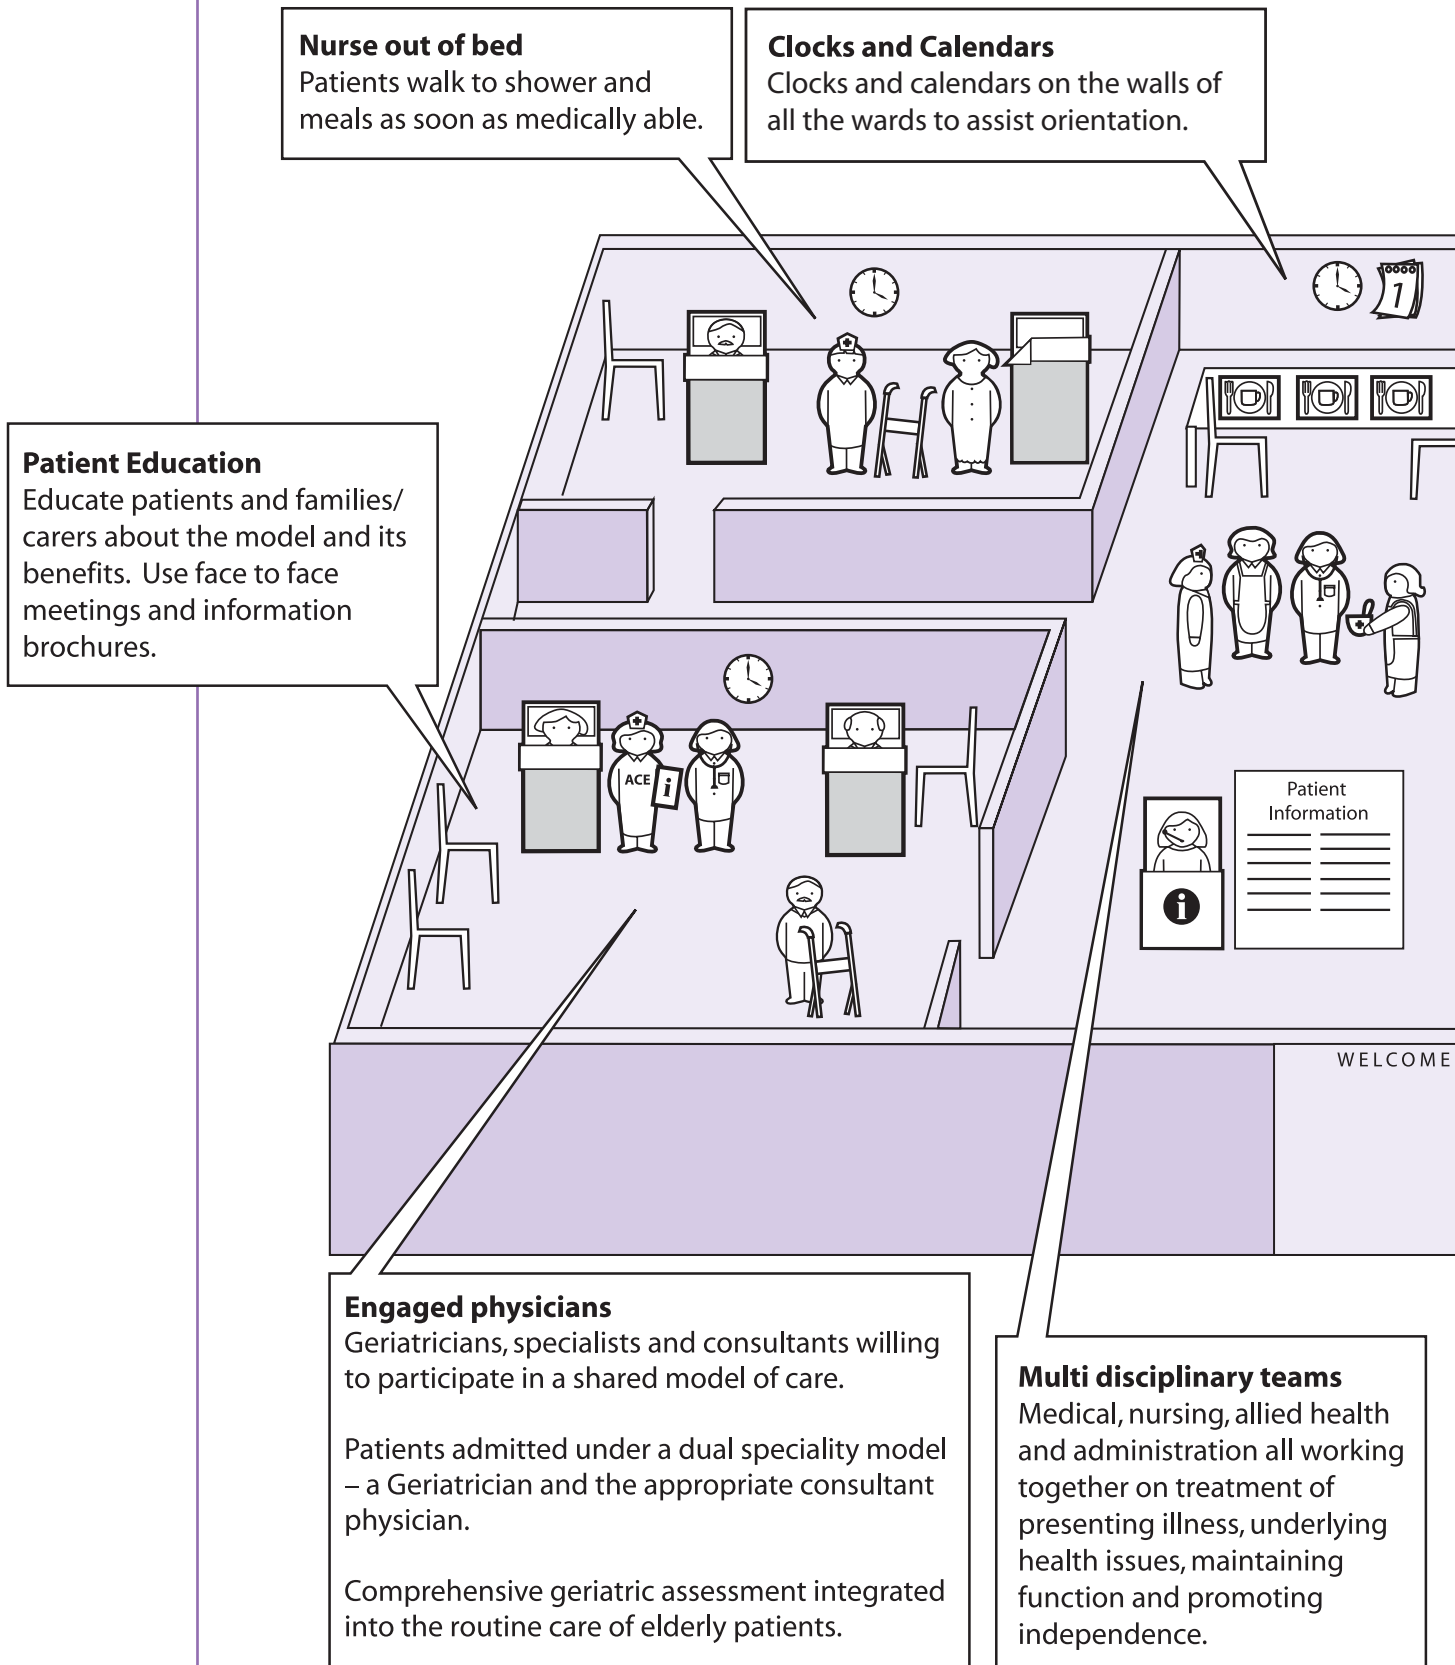 Nurse out of bed
Patients walk to shower and
meals as soon as medically able.
Clocks and Calendars
Clocks and calendars on the walls of
all the wards to assist orientation.
1
Patient Education
Educate patients and families/
carers about the model and its
benefits. Use face to face
meetings and information
brochures.
ACE
i
Patient
Information
i
WELCOME
Engaged physicians
Geriatricians, specialists and consultants willing
to participate in a shared model of care.
Patients admitted under a dual speciality model
– a Geriatrician and the appropriate consultant
physician.
Comprehensive geriatric assessment integrated
into the routine care of elderly patients.
Multi disciplinary teams
Medical, nursing, allied health
and administration all working
together on treatment of
presenting illness, underlying
health issues, maintaining
function and promoting
independence.